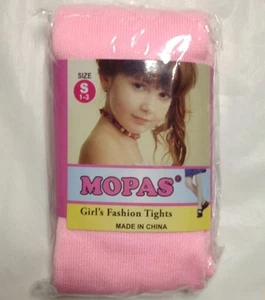 SIZE
S
1-3
MOPAS
Girl's Fashion Tights
MADE IN CHINA